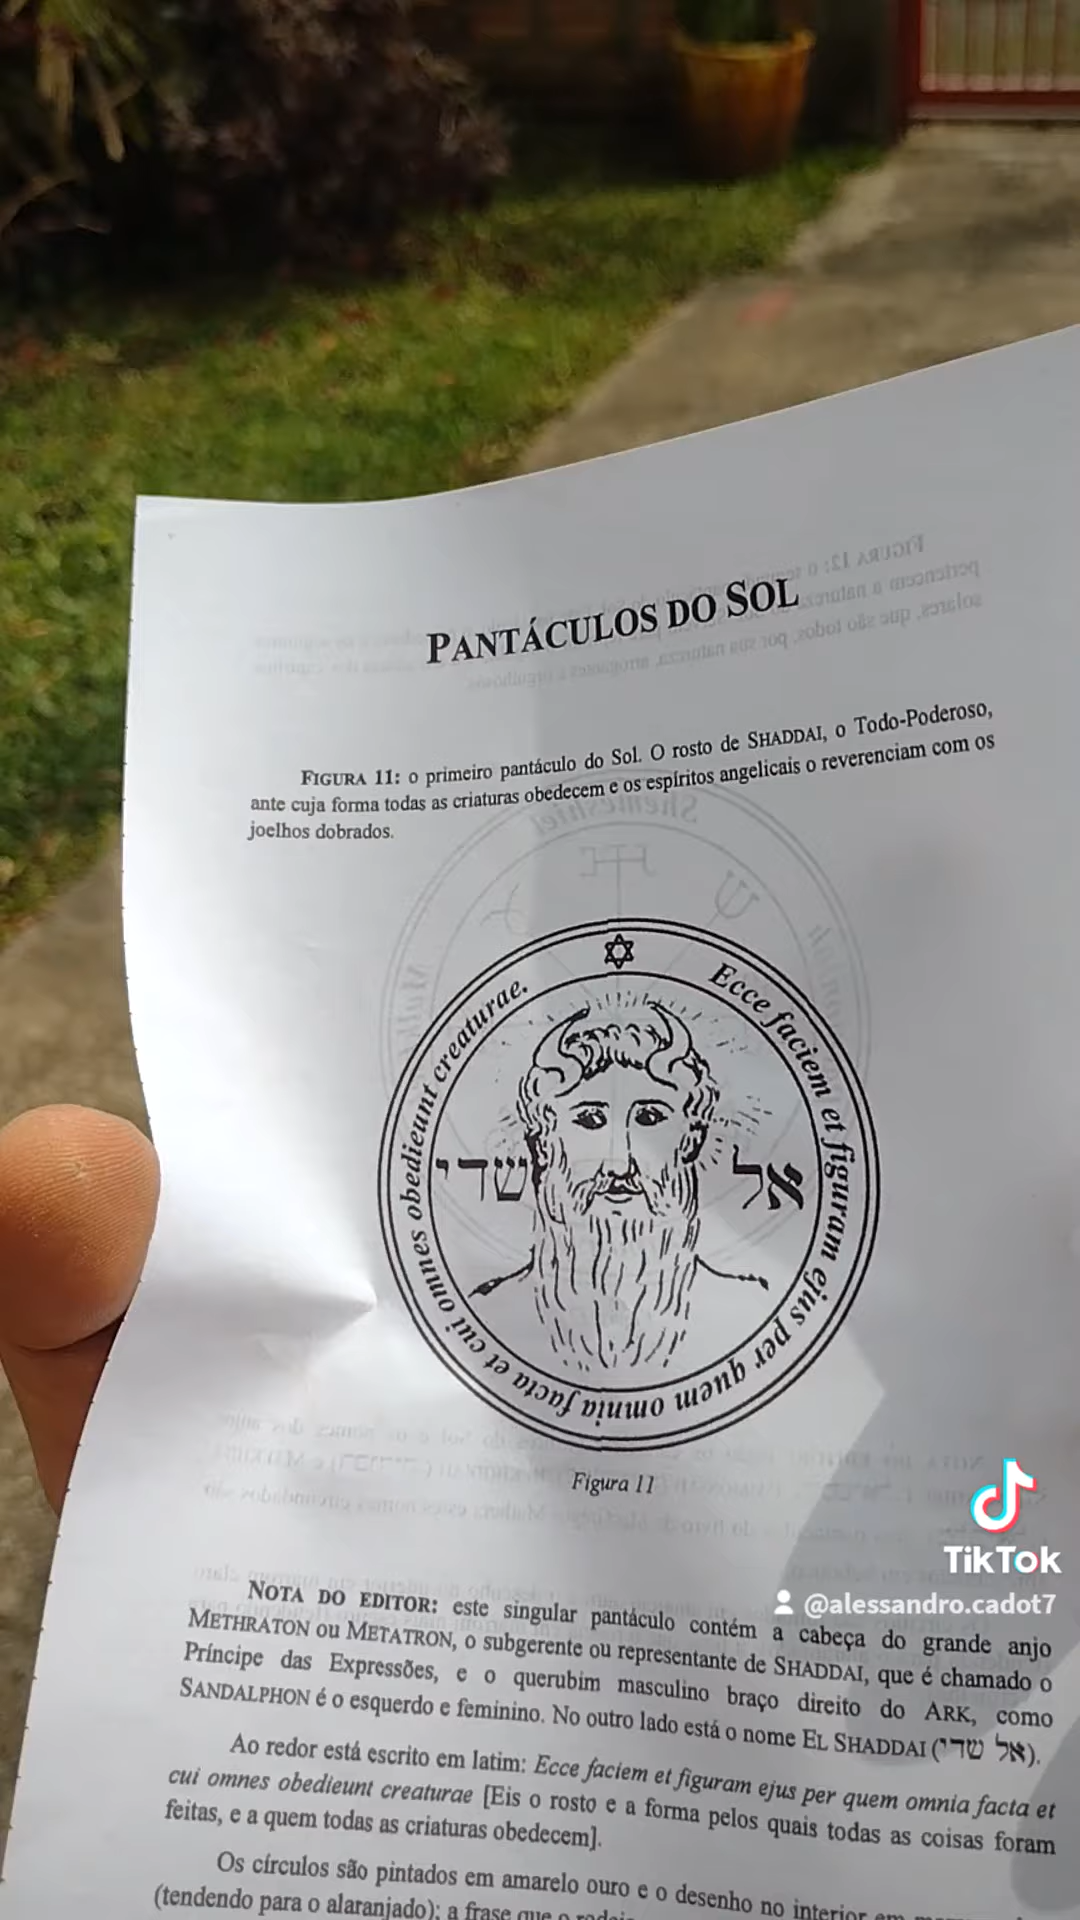 PANTÁCULOS DO SOL
FIGURA 11: o primeiro pantáculo do Sol. O rosto de SHADDAI, o Todo-Poderoso,
ante cuja forma todas as criaturas obedecem e os espíritos angelicais o reverenciam com os
joelhos dobrados.
Ecce faciem et figuram ejus per quem omnia facta et cui omnes obedieunt creaturae.
אל
שדי
Figura 11
NOTA DO EDITOR: este singular pantáculo contém a cabeça do grande anjo
METHRATON OU METATRON, o subgerente ou representante de SHADDAI, que é chamado o
Príncipe das Expressões, e o querubim masculino braço direito do ARK, como
SANDALPHON é o esquerdo e feminino. No outro lado está o nome EL SHADDAI (אל שדי).
Ao redor está escrito em latim: Ecce faciem et figuram ejus per quem omnia facta et
cui omnes obedieunt creaturae [Eis o rosto e a forma pelos quais todas as coisas foram
feitas, e a quem todas as criaturas obedecem].
Os círculos são pintados em amarelo ouro e o desenho no interior em
(tendendo para o alaranjado); a frase que o
TikTok
@alessandro.cadot7